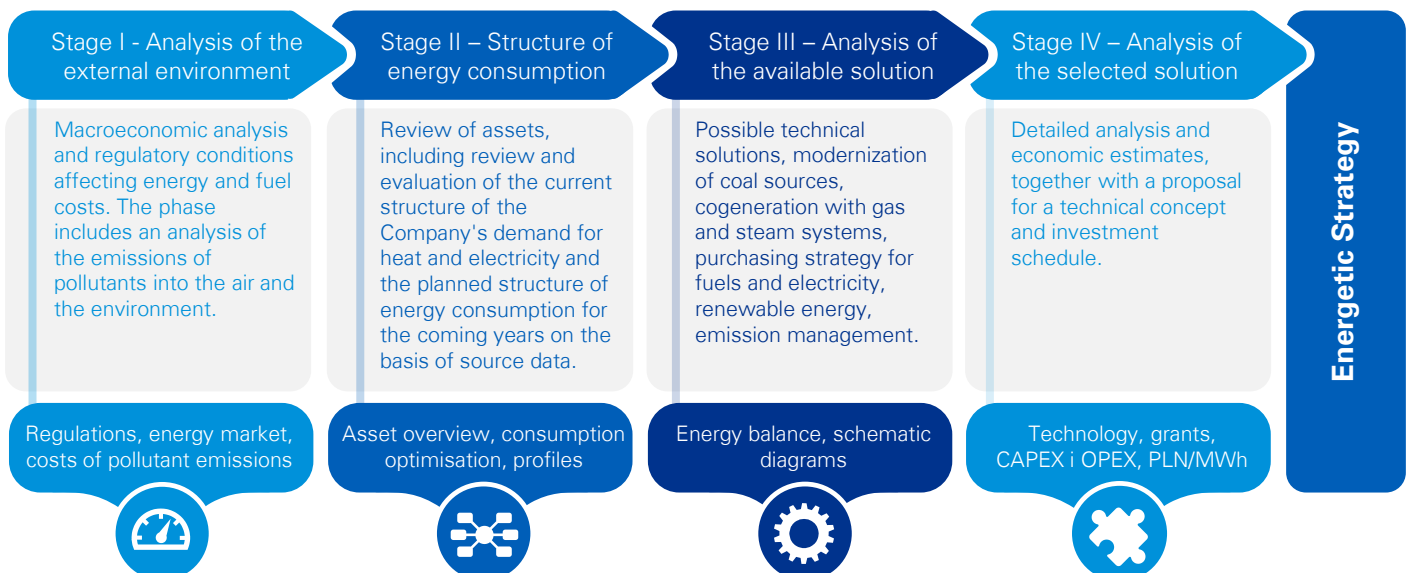 Stage I - Analysis of the
external environment
Macroeconomic analysis
and regulatory conditions
affecting energy and fuel
costs. The phase
includes an analysis of
the emissions of
pollutants into the air and
the environment.
Regulations, energy market,
costs of pollutant emissions
Stage II – Structure of
energy consumption
Review of assets,
including review and
evaluation of the current
structure of the
Company's demand for
heat and electricity and
the planned structure of
energy consumption for
the coming years on the
basis of source data.
Asset overview, consumption
optimisation, profiles
Stage III – Analysis of
the available solution
Possible technical
solutions, modernization
of coal sources,
cogeneration with gas
and steam systems,
purchasing strategy for
fuels and electricity,
renewable energy,
emission management.
Energy balance, schematic
diagrams
Stage IV – Analysis of
the selected solution
Detailed analysis and
economic estimates,
together with a proposal
for a technical concept
and investment
schedule.
Technology, grants,
CAPEX i OPEX, PLN/MWh
Energetic Strategy